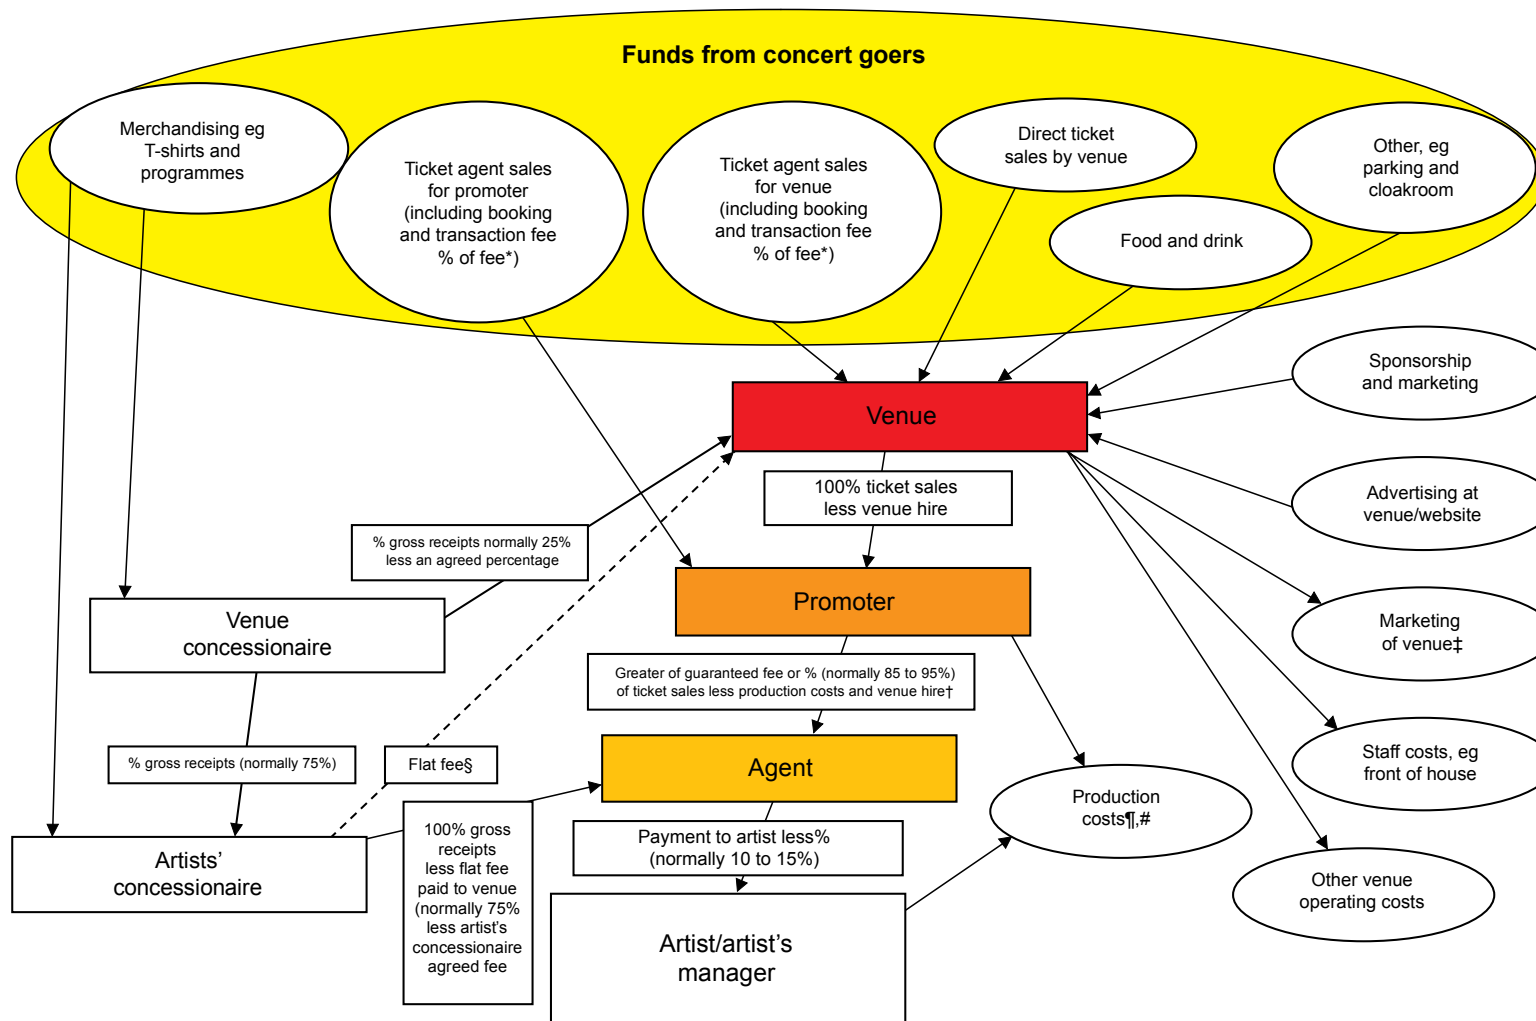 Funds from concert goers
Merchandising eg
T-shirts and
programmes
Ticket agent sales
for promoter
(including booking
and transaction fee
% of fee*)
Ticket agent sales
for venue
(including booking
and transaction fee
% of fee*)
Direct ticket
sales by venue
Food and drink
Other, eg
parking and
cloakroom
Sponsorship
and marketing
Venue
100% ticket sales
less venue hire
Advertising at
venue/website
% gross receipts normally 25%
less an agreed percentage
Promoter
Venue
concessionaire
Marketing
of venue‡
Greater of guaranteed fee or % (normally 85 to 95%)
of ticket sales less production costs and venue hire†
% gross receipts (normally 75%)
Flat fee§
Agent
Staff costs, eg
front of house
Production
costs¶,#
100% gross
receipts
less flat fee
paid to venue
(normally 75%
less artist's
concessionaire
agreed fee
Payment to artist less%
(normally 10 to 15%)
Artists'
concessionaire
Other venue
operating costs
Artist/artist's
manager